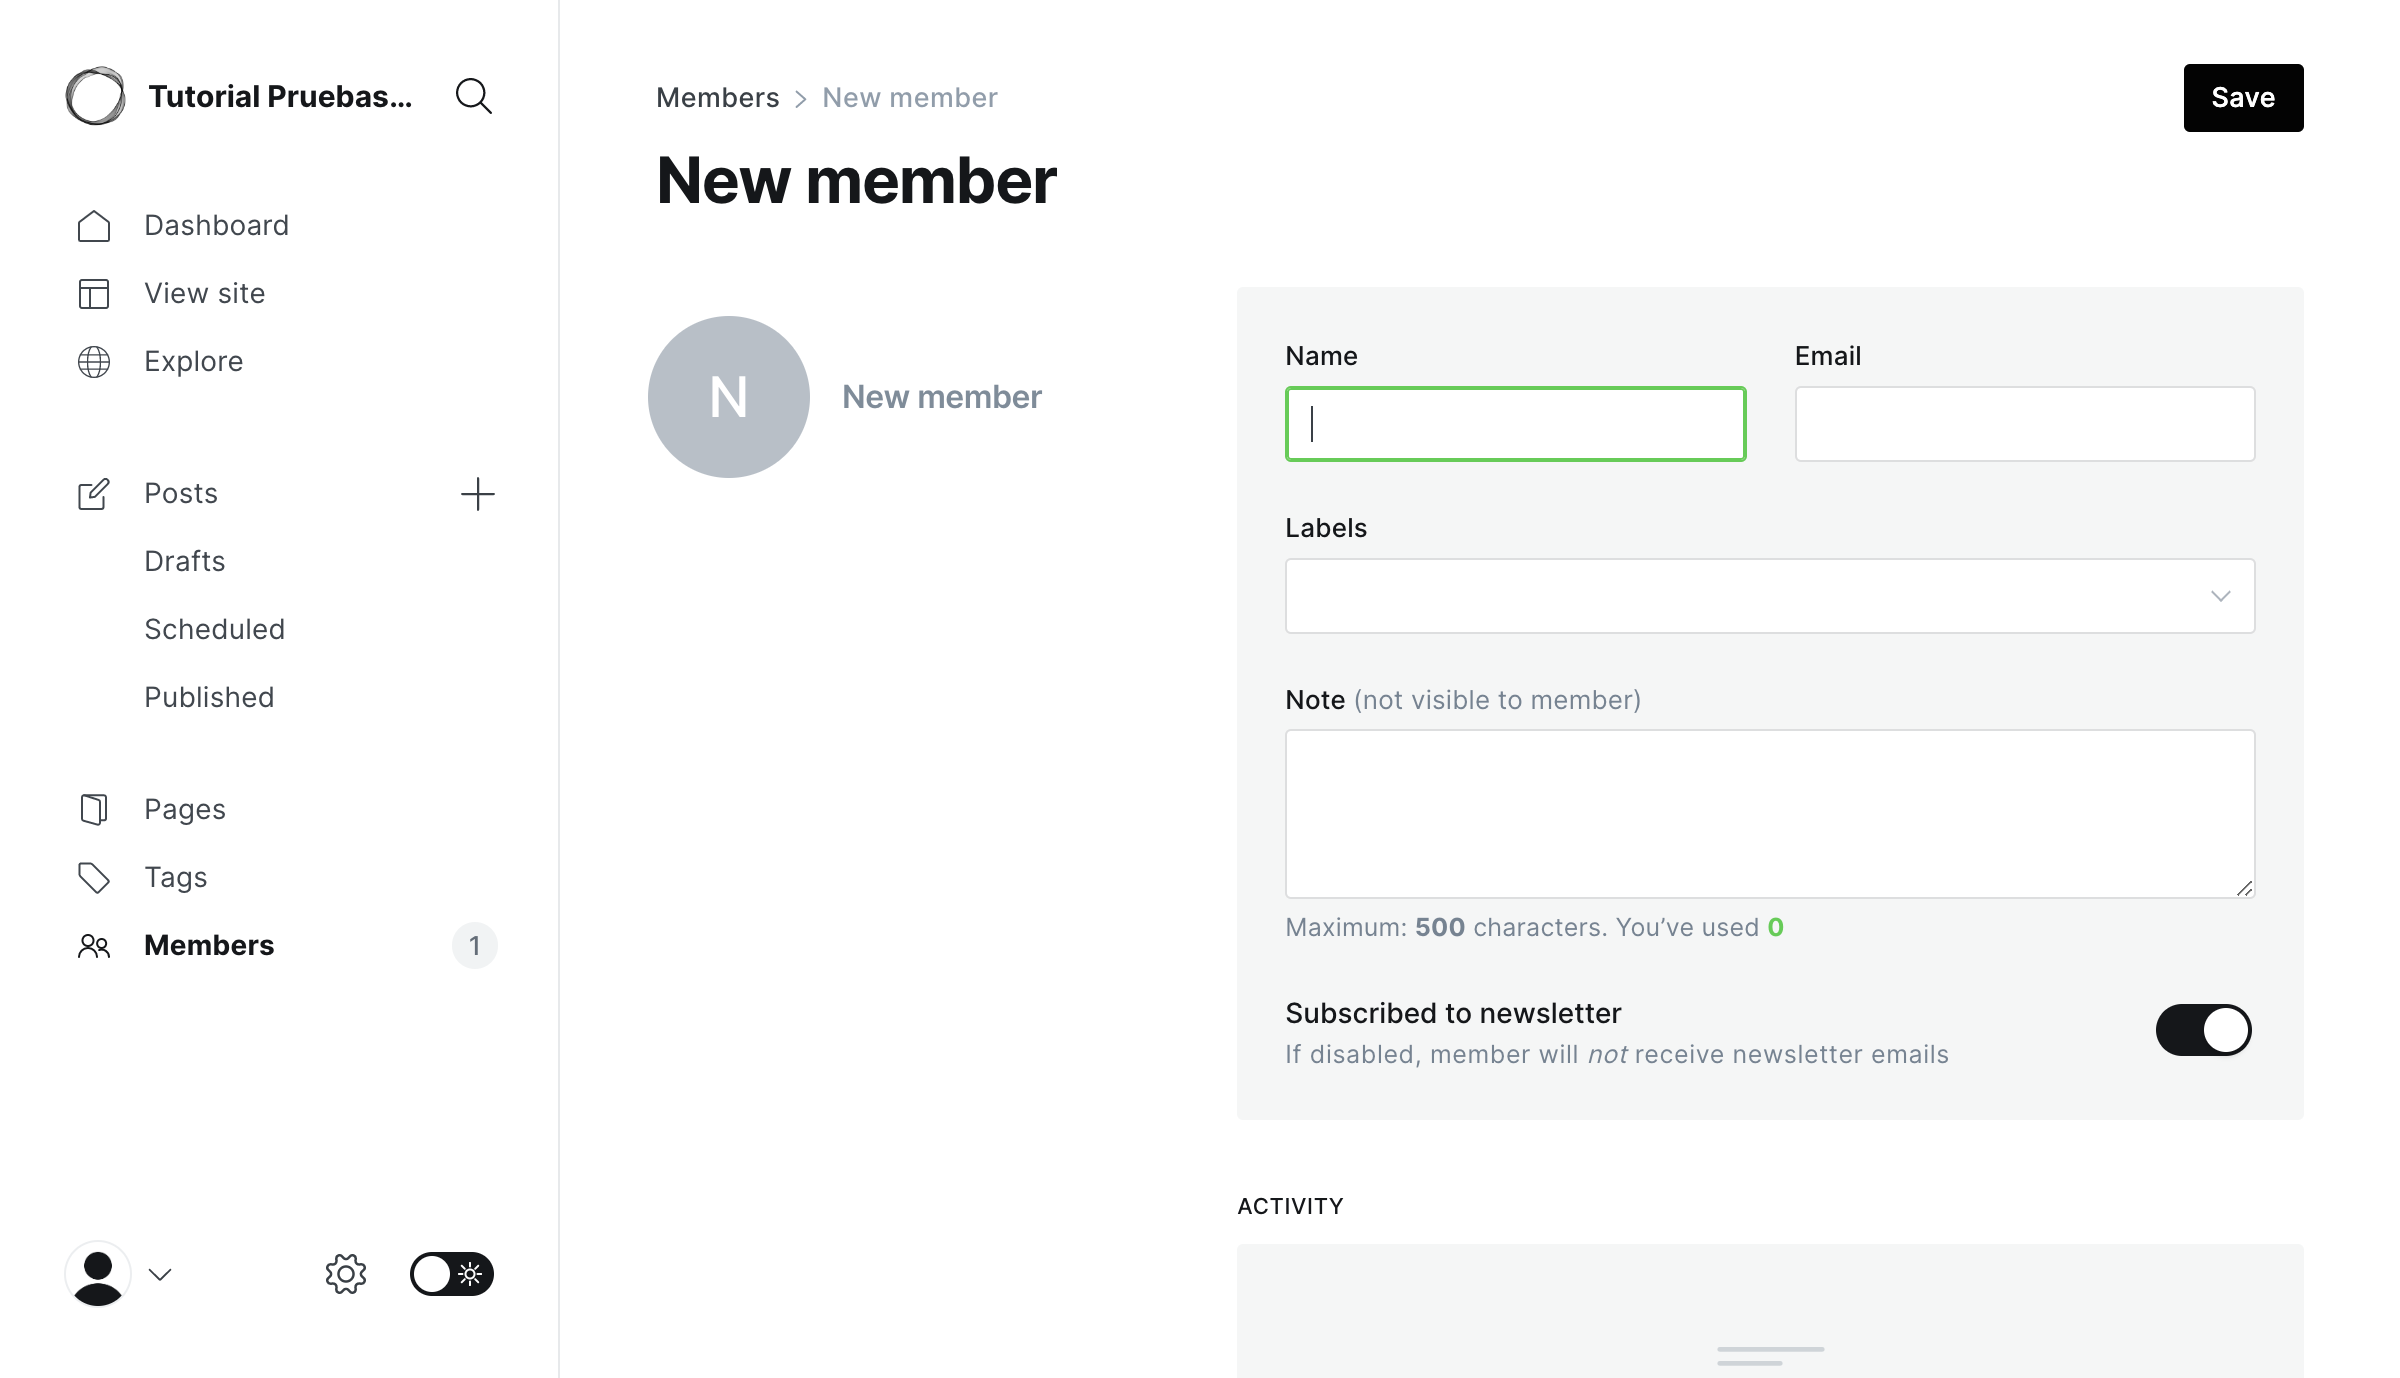 Tutorial Pruebas...
Dashboard
View site
Explore
Posts
Drafts
Scheduled
Published
Pages
Tags
Members 1
Members > New member
Save
New member
N
New member
Name
Email
Labels
Note (not visible to member)
Maximum: 500 characters. You’ve used 0
Subscribed to newsletter
If disabled, member will not receive newsletter emails
ACTIVITY